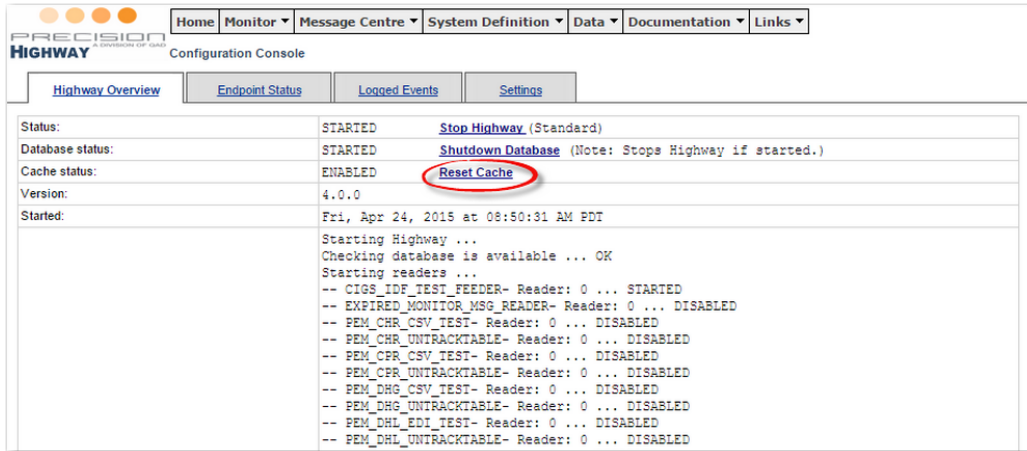 Home Monitor ▼ Message Centre ▼ System Definition ▼ Data ▼ Documentation ▼ Links ▼
PRECISION
A DIVISION OF GAD
HIGHWAY
Configuration Console
Highway Overview Endpoint Status Logged Events Settings
Status: STARTED Stop Highway (Standard)
Database status: STARTED Shutdown Database (Note: Stops Highway if started.)
Cache status: ENABLED Reset Cache
Version: 4.0.0
Started: Fri, Apr 24, 2015 at 08:50:31 AM PDT
Starting Highway ...
Checking database is available ... OK
Starting readers ...
-- CIGS_IDF_TEST_FEEDER- Reader: 0 ... STARTED
-- EXPIRED_MONITOR_MSG_READER- Reader: 0 ... DISABLED
-- PEM_CHR_CSV_TEST- Reader: 0 ... DISABLED
-- PEM_CHR_UNTRACKTABLE- Reader: 0 ... DISABLED
-- PEM_CPR_CSV_TEST- Reader: 0 ... DISABLED
-- PEM_CPR_UNTRACKTABLE- Reader: 0 ... DISABLED
-- PEM_DHG_CSV_TEST- Reader: 0 ... DISABLED
-- PEM_DHG_UNTRACKTABLE- Reader: 0 ... DISABLED
-- PEM_DHL_EDI_TEST- Reader: 0 ... DISABLED
-- PEM_DHL_UNTRACKTABLE- Reader: 0 ... DISABLED